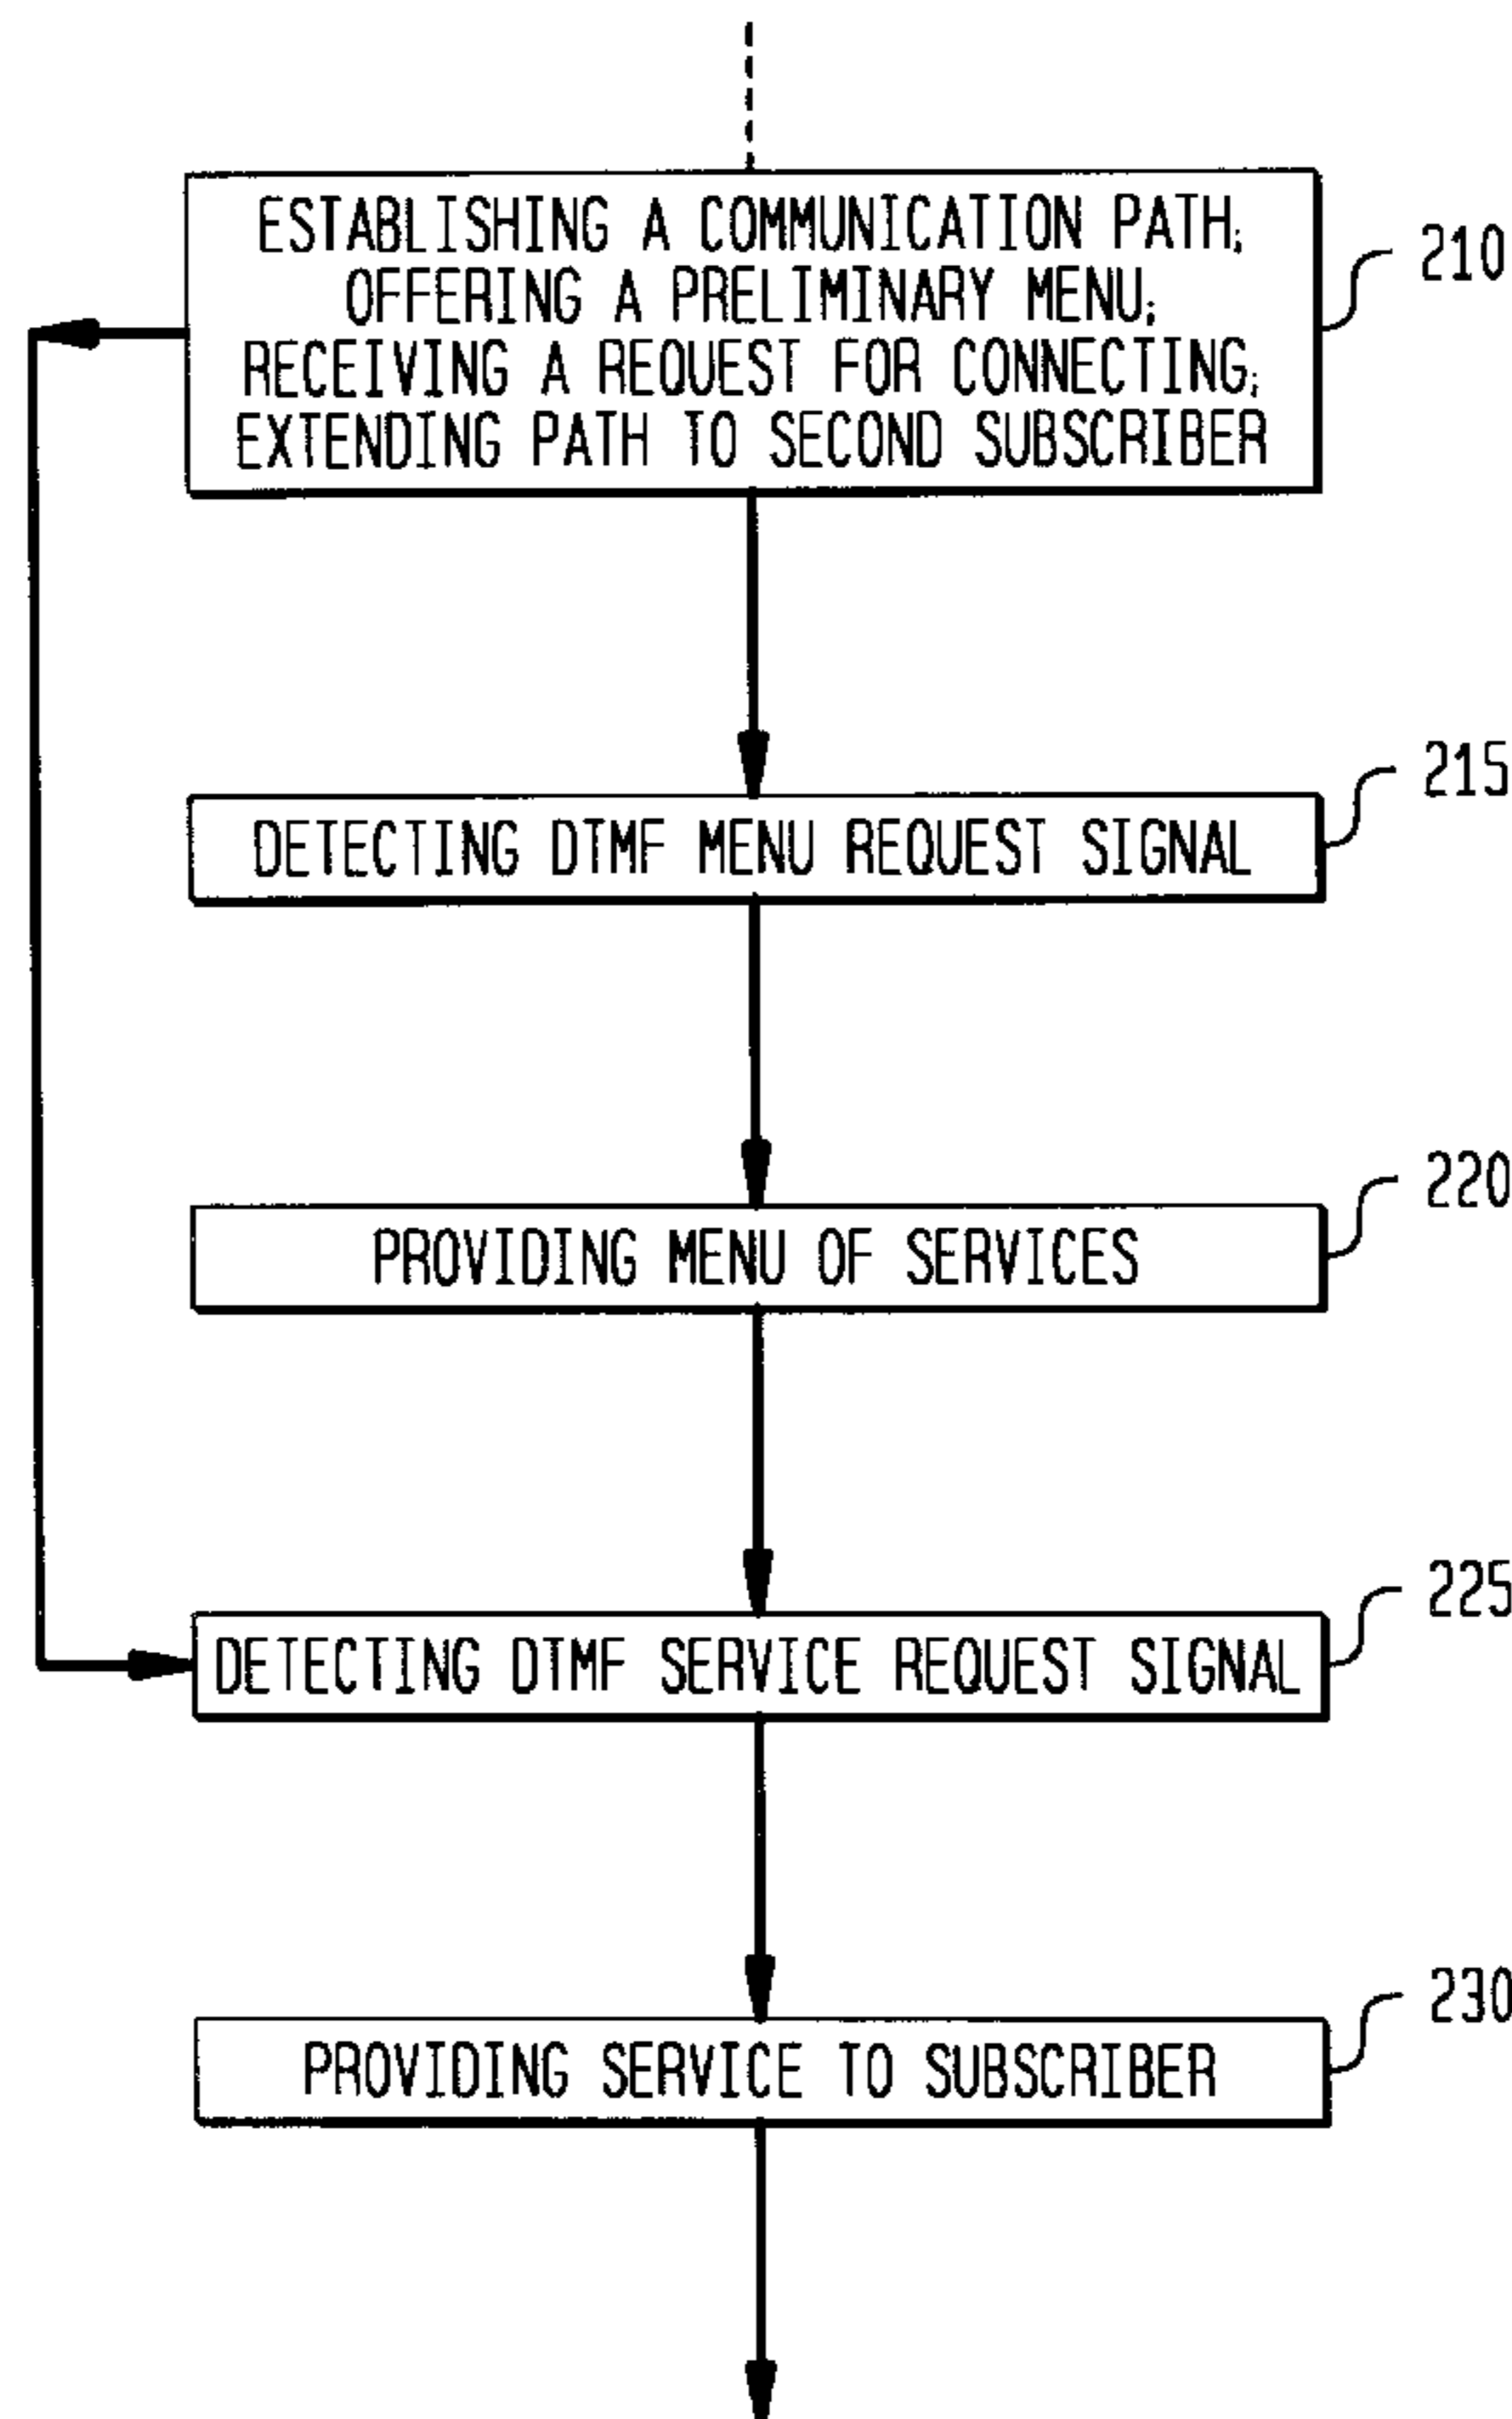 ESTABLISHING A COMMUNICATION PATH;
OFFERING A PRELIMINARY MENU;
RECEIVING A REQUEST FOR CONNECTING;
EXTENDING PATH TO SECOND SUBSCRIBER
210
DETECTING DTMF MENU REQUEST SIGNAL
215
PROVIDING MENU OF SERVICES
220
DETECTING DTMF SERVICE REQUEST SIGNAL
225
PROVIDING SERVICE TO SUBSCRIBER
230